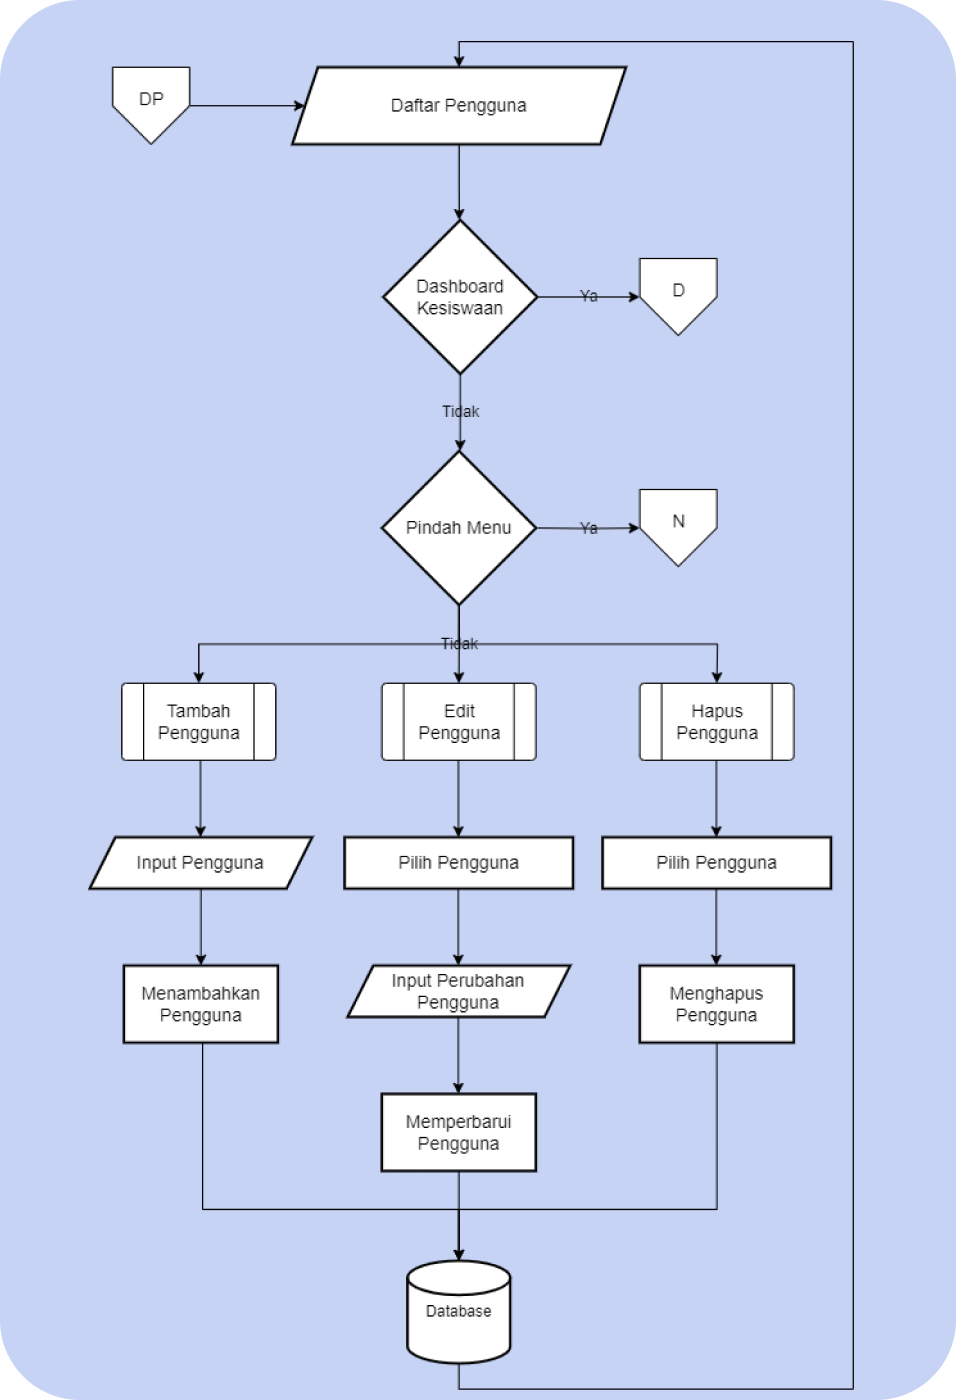 DP
Daftar Pengguna
Dashboard
Kesiswaan
Ya
D
Tidak
Pindah Menu
Ya
N
Tidak
Tambah
Pengguna
Edit
Pengguna
Hapus
Pengguna
Input Pengguna
Pilih Pengguna
Pilih Pengguna
Menambahkan
Pengguna
Input Perubahan
Pengguna
Menghapus
Pengguna
Memperbarui
Pengguna
Database